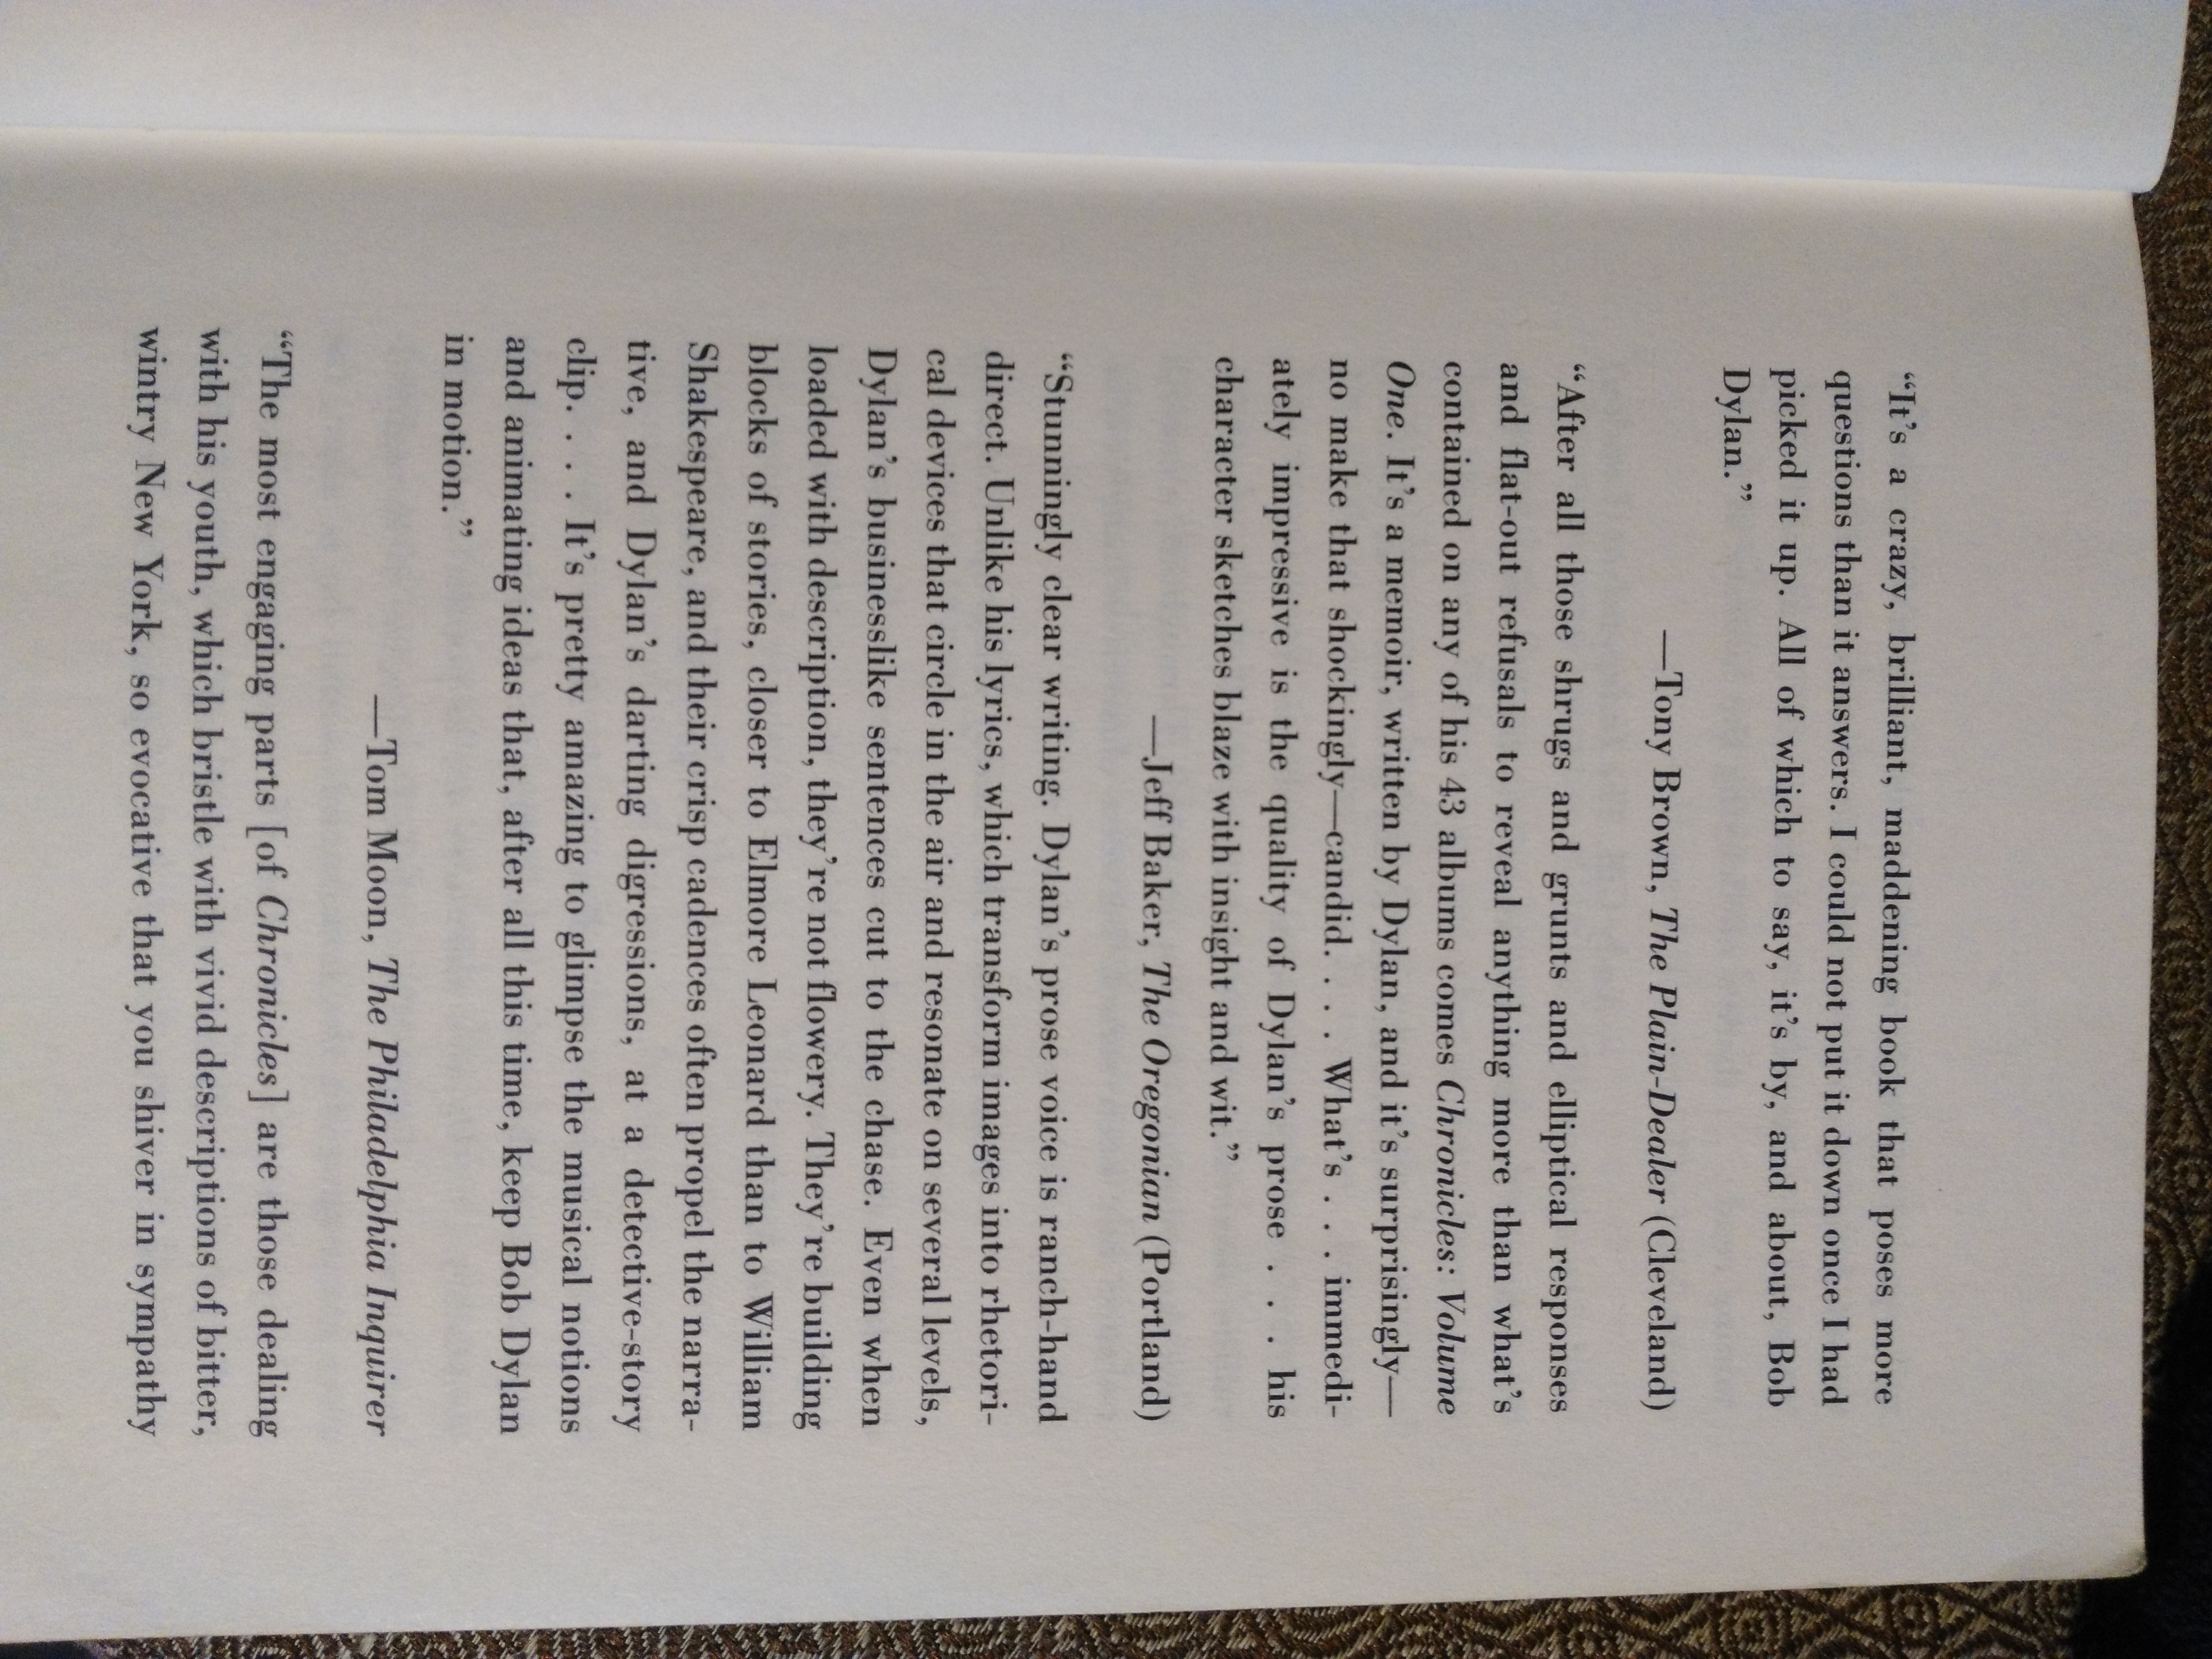 “It’s a crazy, brilliant, maddening book that poses more
questions than it answers. I could not put it down once I had
picked it up. All of which to say, it’s by, and about, Bob
Dylan.”
—Tony Brown, The Plain-Dealer (Cleveland)
“After all those shrugs and grunts and elliptical responses
and flat-out refusals to reveal anything more than what’s
contained on any of his 43 albums comes Chronicles: Volume
One. It’s a memoir, written by Dylan, and it’s surprisingly—
no make that shockingly—candid. . . . What’s . . . immedi-
ately impressive is the quality of Dylan’s prose . . . his
character sketches blaze with insight and wit.”
—Jeff Baker, The Oregonian (Portland)
“Stunningly clear writing. Dylan’s prose voice is ranch-hand
direct. Unlike his lyrics, which transform images into rhetori-
cal devices that circle in the air and resonate on several levels,
Dylan’s businesslike sentences cut to the chase. Even when
loaded with description, they’re not flowery. They’re building
blocks of stories, closer to Elmore Leonard than to William
Shakespeare, and their crisp cadences often propel the narra-
tive, and Dylan’s darting digressions, at a detective-story
clip. . . . It’s pretty amazing to glimpse the musical notions
and animating ideas that, after all this time, keep Bob Dylan
in motion.”
—Tom Moon, The Philadelphia Inquirer
“The most engaging parts [of Chronicles] are those dealing
with his youth, which bristle with vivid descriptions of bitter,
wintry New York, so evocative that you shiver in sympathy